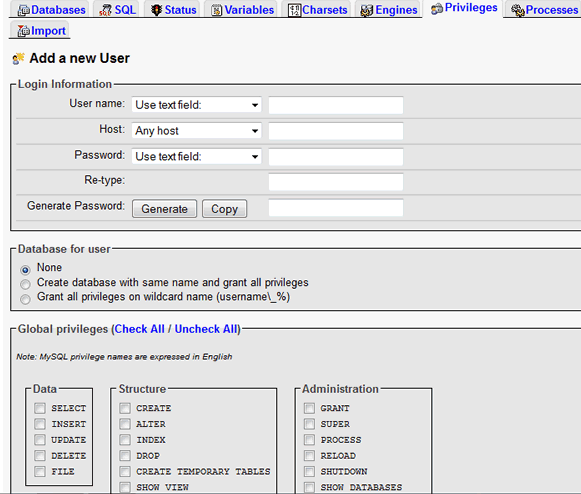 Databases SQL Status Variables Charsets Engines Privileges Processes
Import
Add a new User
Login Information
User name: Use text field:
Host: Any host
Password: Use text field:
Re-type:
Generate Password: Generate Copy
Database for user
None
Create database with same name and grant all privileges
Grant all privileges on wildcard name (username\_%)
Global privileges (Check All / Uncheck All)
Note: MySQL privilege names are expressed in English
Data Structure Administration
SELECT CREATE GRANT
INSERT ALTER SUPER
UPDATE INDEX PROCESS
DELETE DROP RELOAD
FILE CREATE TEMPORARY TABLES SHUTDOWN
SHOW VIEW SHOW DATABASES